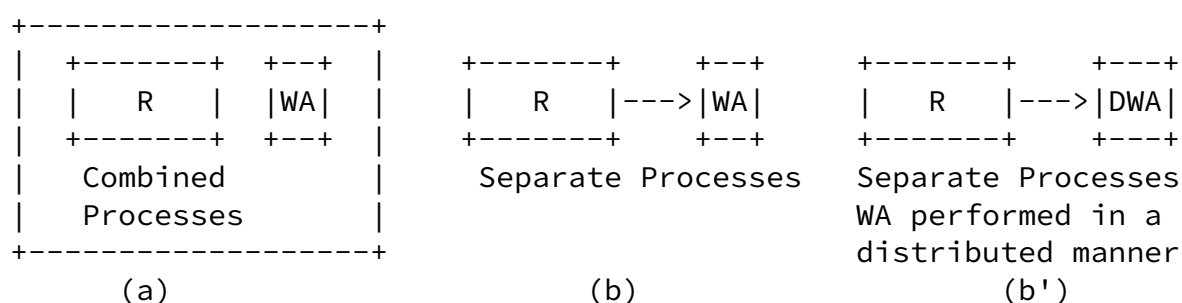 +-------------------+
|  +-------+  +--+  |    +-------+    +--+    +-------+    +---+
|  |   R   |  |WA|  |    |   R   |--->|WA|    |   R   |--->|DWA|
|  +-------+  +--+  |    +-------+    +--+    +-------+    +---+
|   Combined        |     Separate Processes   Separate Processes
|   Processes       |                          WA performed in a
+-------------------+                          distributed manner
      (a)                      (b)                    (b')